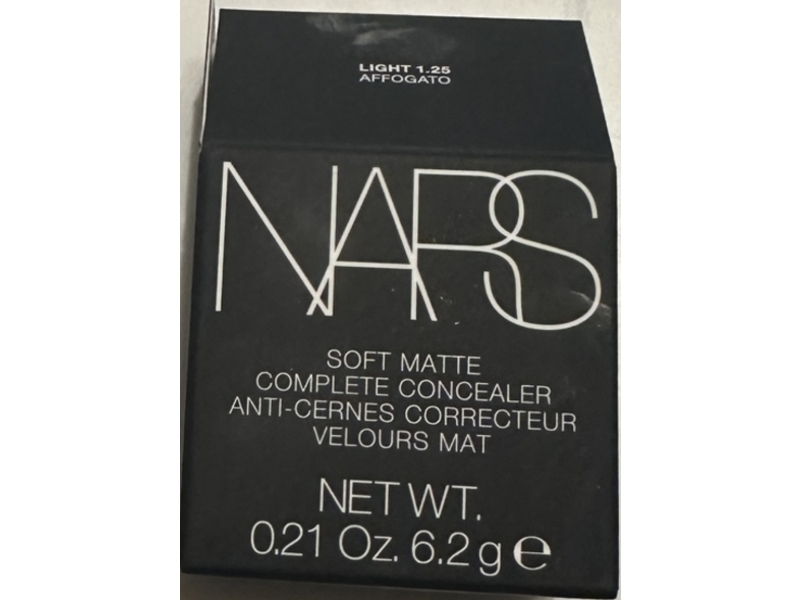 LIGHT 1.25
AFFOGATO
NARS
SOFT MATTE
COMPLETE CONCEALER
ANTI-CERNES CORRECTEUR
VELOURS MAT
NET WT.
0.21 Oz. 6.2 g ℮